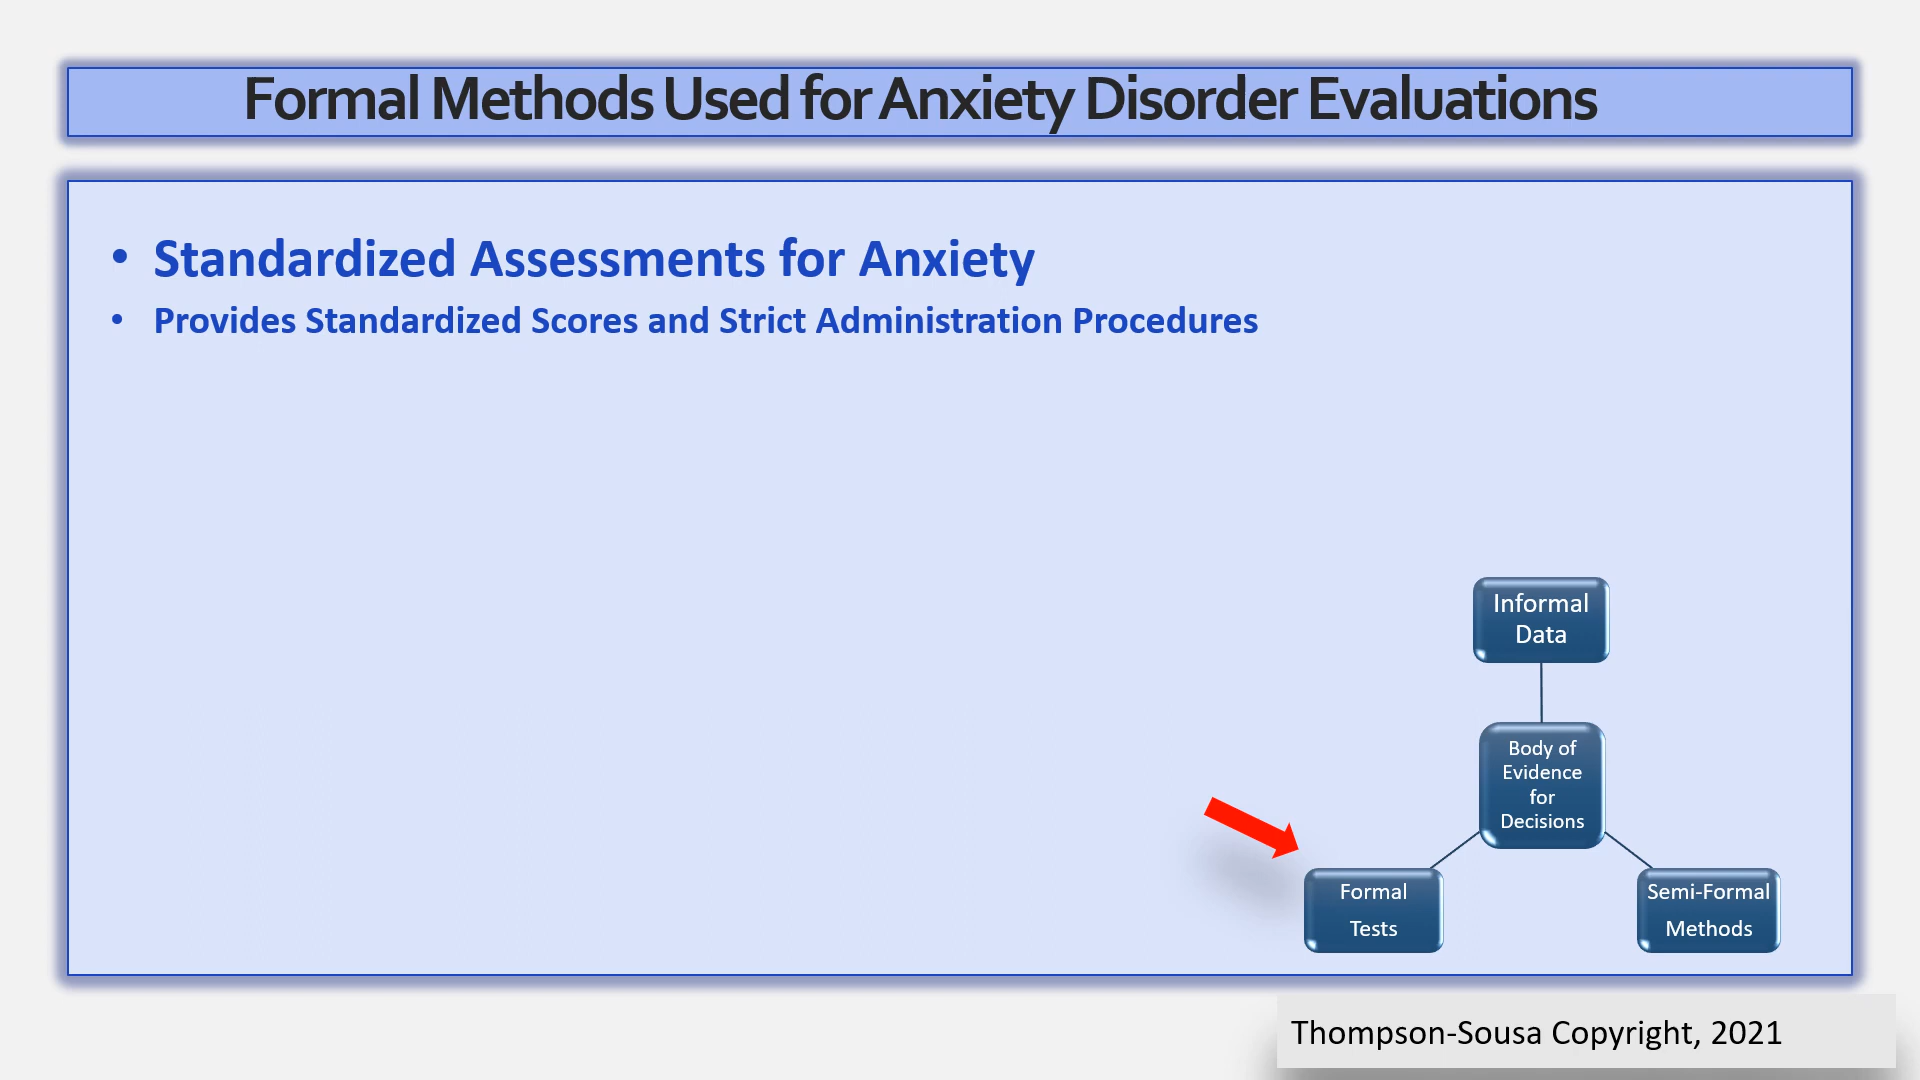 Formal Methods Used for Anxiety Disorder Evaluations
• Standardized Assessments for Anxiety
• Provides Standardized Scores and Strict Administration Procedures
Informal
Data
Body of
Evidence
for
Decisions
Formal
Tests
Semi-Formal
Methods
Thompson-Sousa Copyright, 2021